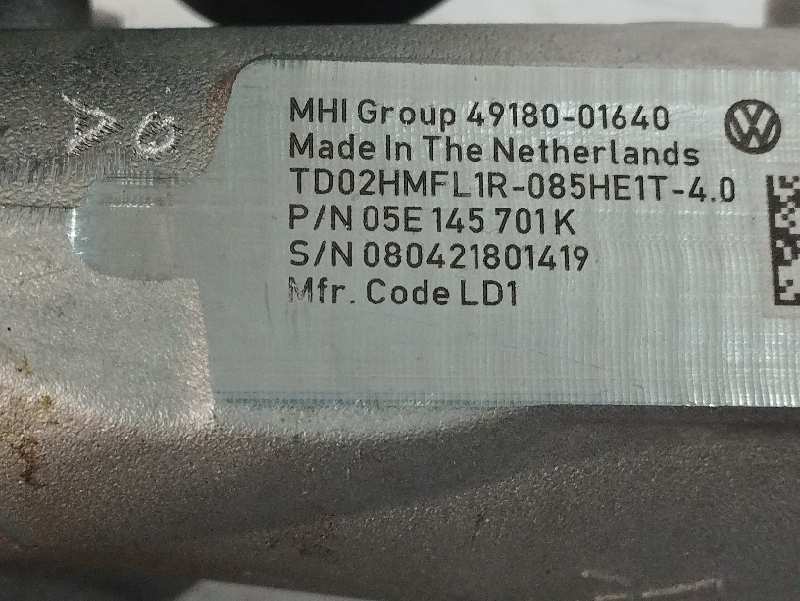 MHI Group 49180-01640
Made In The Netherlands
TD02HMFL1R-085HE1T-4.0
P/N 05E 145 701 K
S/N 080421801419
Mfr. Code LD1